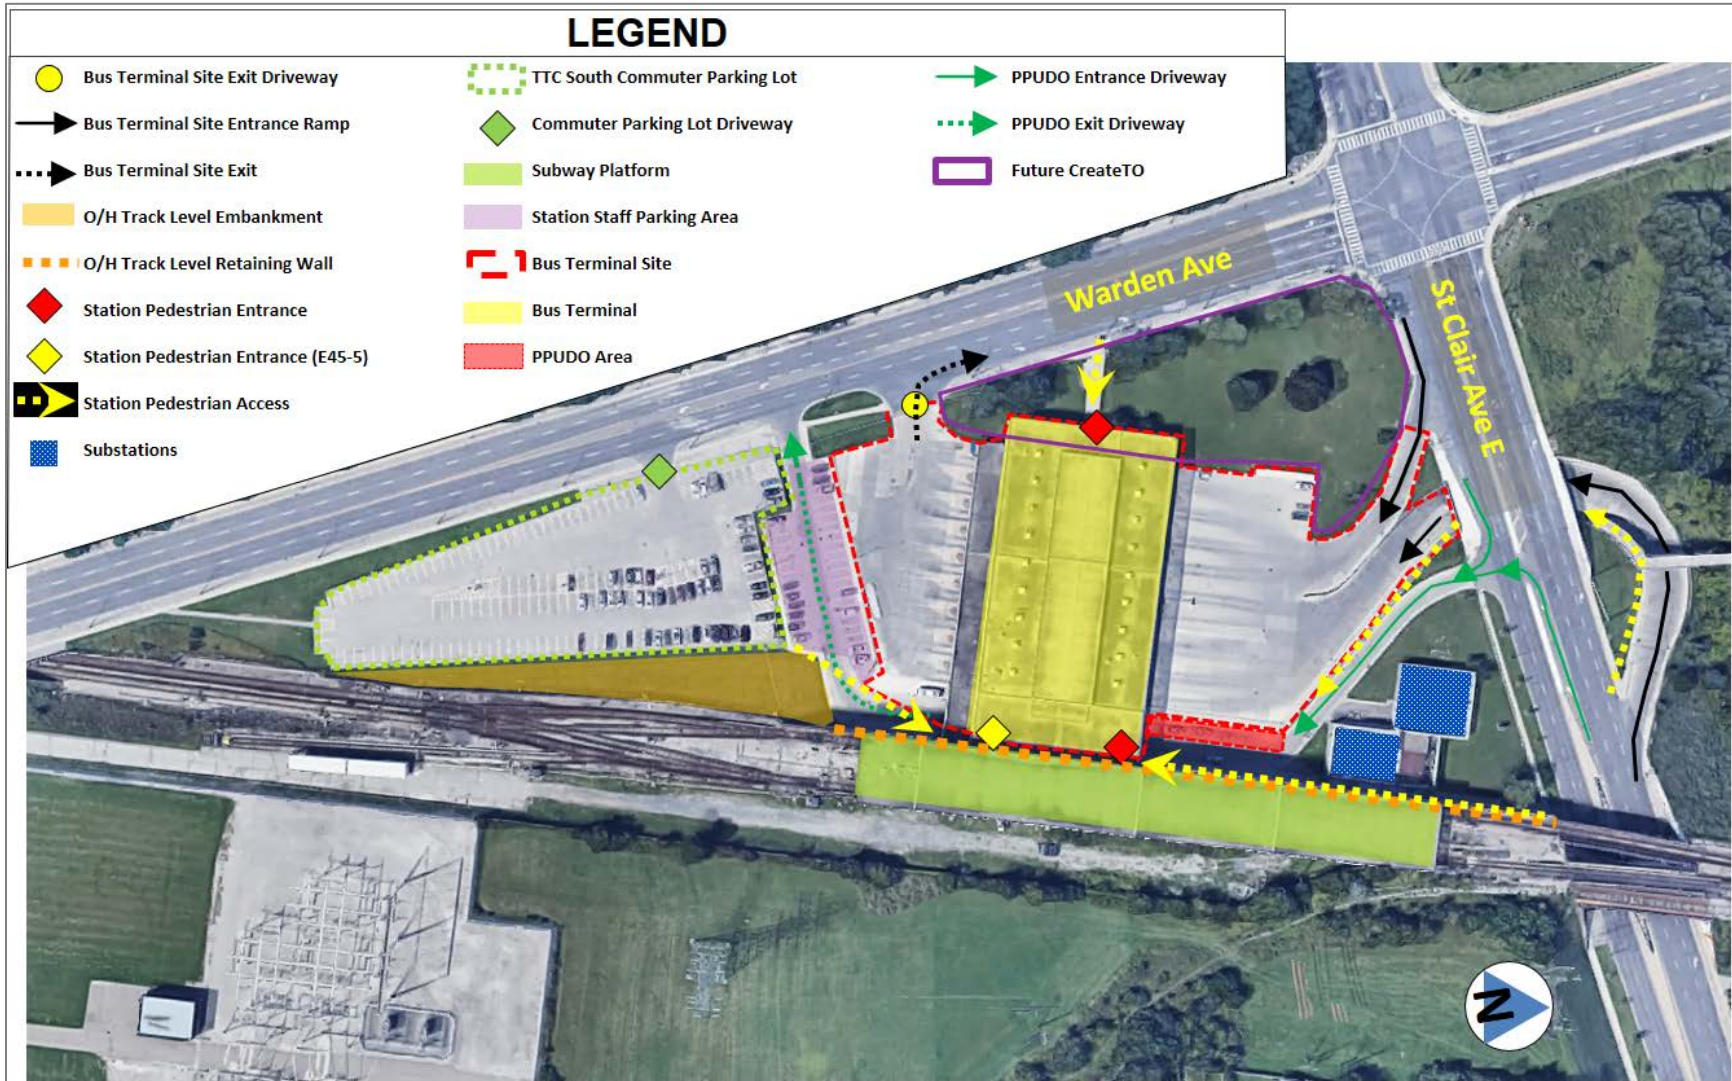 LEGEND
Bus Terminal Site Exit Driveway
Bus Terminal Site Entrance Ramp
Bus Terminal Site Exit
O/H Track Level Embankment
O/H Track Level Retaining Wall
Station Pedestrian Entrance
Station Pedestrian Entrance (E45-5)
Station Pedestrian Access
Substations
TTC South Commuter Parking Lot
Commuter Parking Lot Driveway
Subway Platform
Station Staff Parking Area
Bus Terminal Site
Bus Terminal
PPUDO Area
PPUDO Entrance Driveway
PPUDO Exit Driveway
Future CreateTO
Warden Ave
St Clair Ave E
N